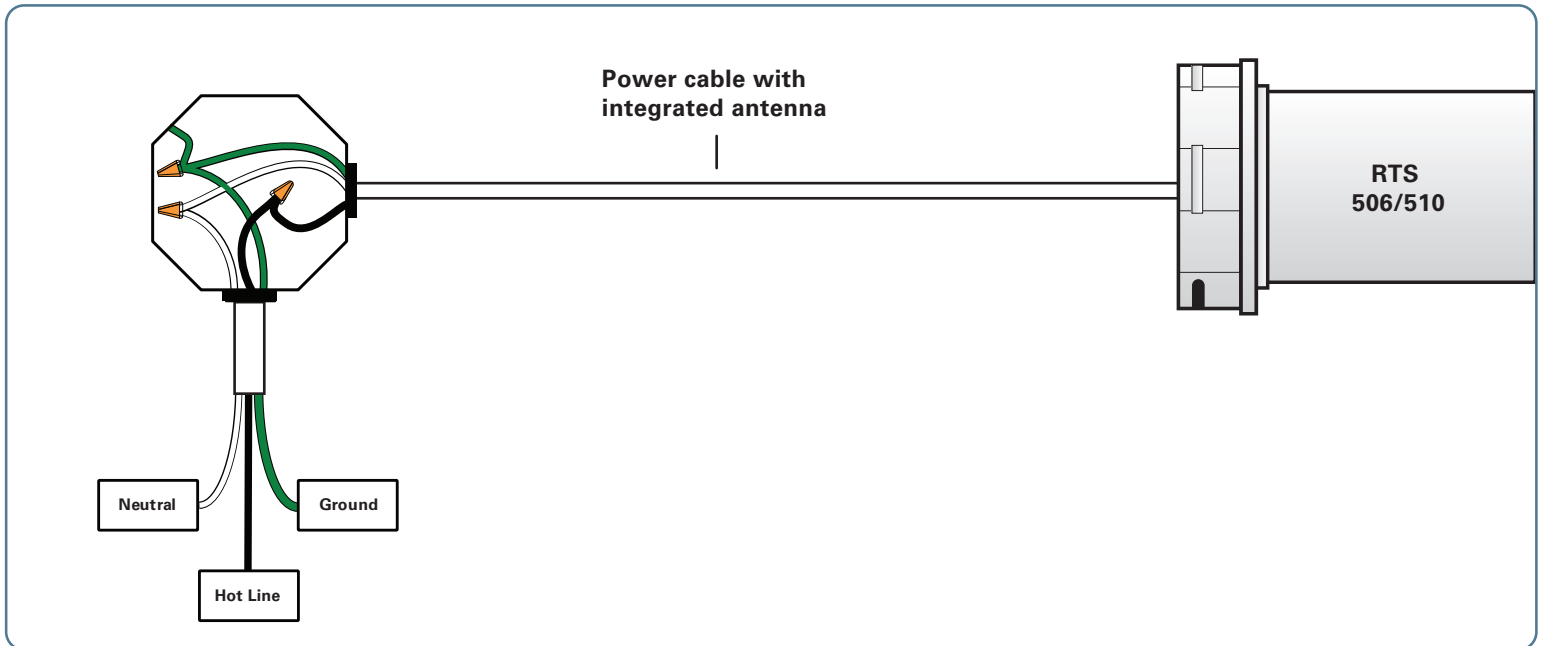 Power cable with
integrated antenna
RTS
506/510
Neutral
Ground
Hot Line